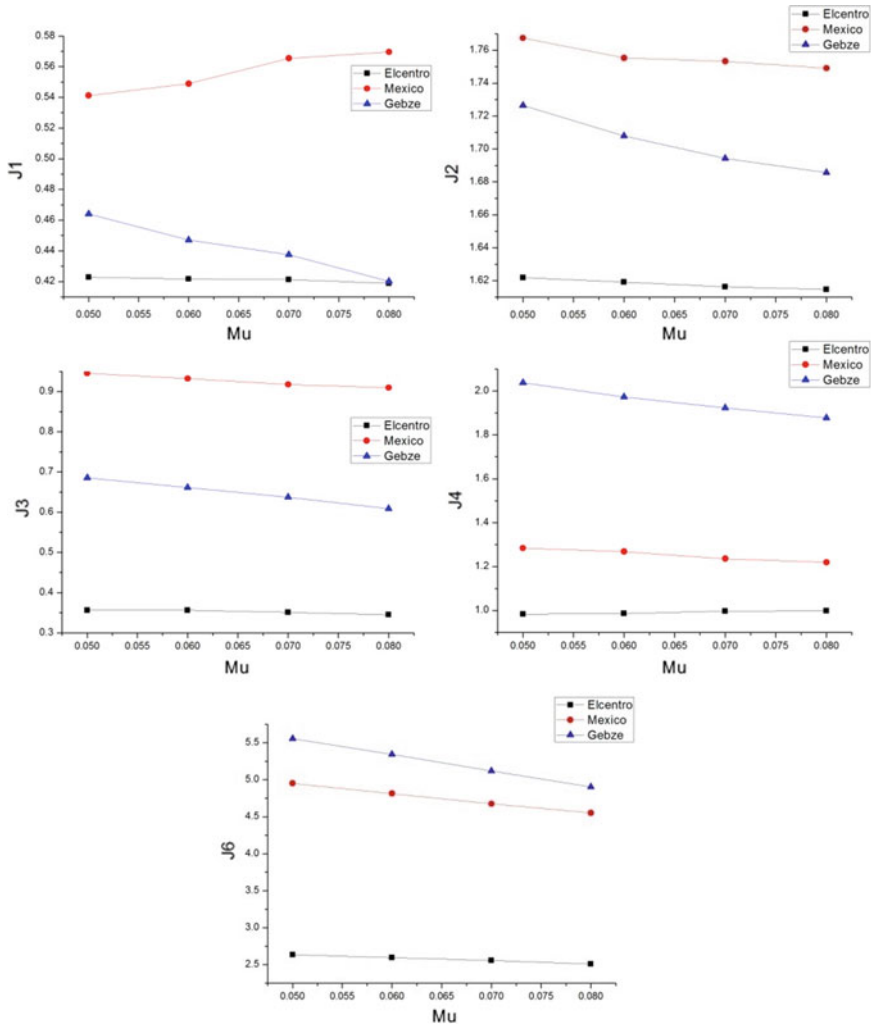 0.58
0.56
0.54
0.52
0.50
0.48
0.46
0.44
0.42
J1
Elcentro
Mexico
Gebze
0.050 0.055 0.060 0.065 0.070 0.075 0.080
Mu
1.76
1.74
1.72
1.70
1.68
1.66
1.64
1.62
J2
Elcentro
Mexico
Gebze
0.050 0.055 0.060 0.065 0.070 0.075 0.080
Mu
0.9
0.8
0.7
0.6
0.5
0.4
0.3
J3
Elcentro
Mexico
Gebze
0.050 0.055 0.060 0.065 0.070 0.075 0.080
Mu
2.0
1.8
1.6
1.4
1.2
1.0
J4
Elcentro
Mexico
Gebze
0.050 0.055 0.060 0.065 0.070 0.075 0.080
Mu
5.5
5.0
4.5
4.0
3.5
3.0
2.5
J6
Elcentro
Mexico
Gebze
0.050 0.055 0.060 0.065 0.070 0.075 0.080
Mu